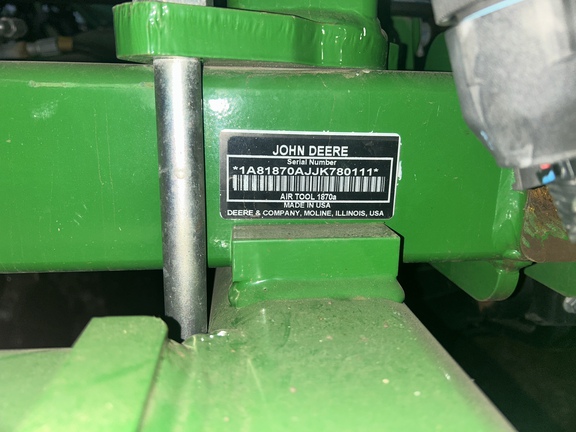 JOHN DEERE
Serial Number
*1A81870AJJK780111*
AIR TOOL 1870a
MADE IN USA
DEERE & COMPANY, MOLINE, ILLINOIS, USA